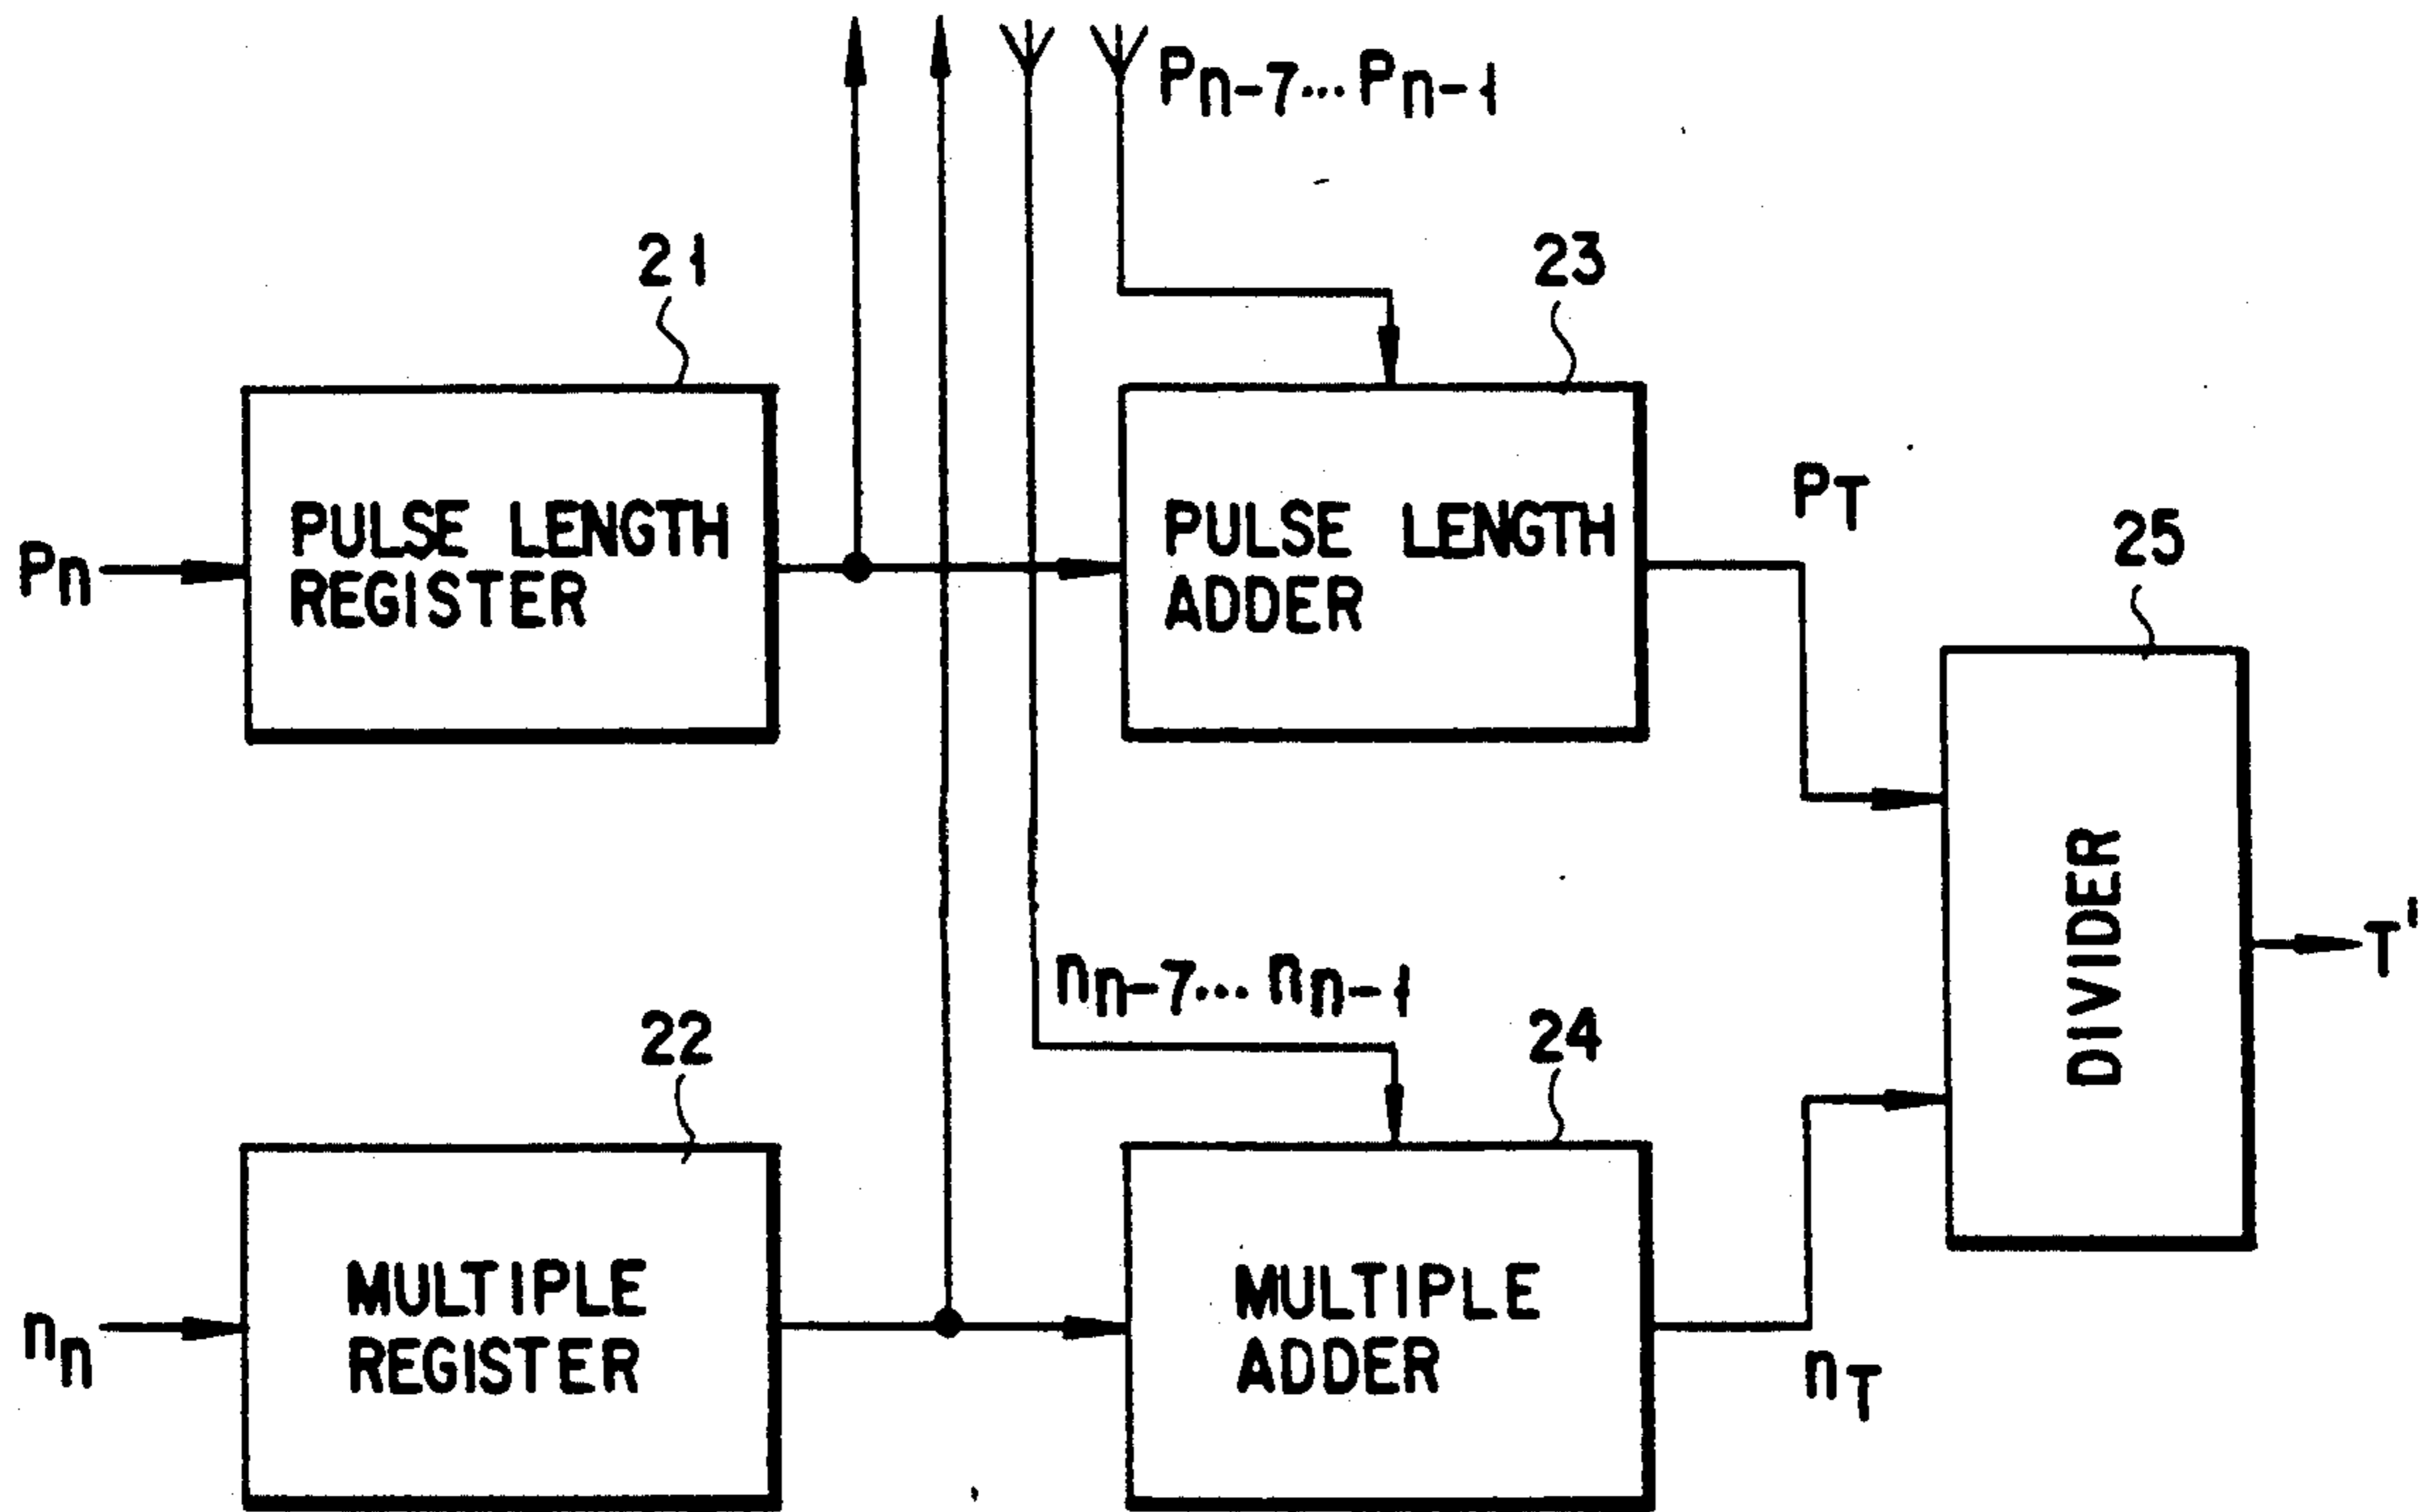 Pn-7... Pn-1
21
23
PULSE LENGTH
REGISTER
PULSE LENGTH
ADDER
Pn
PT
25
DIVIDER
T'
nn-7... nn-1
22
24
MULTIPLE
REGISTER
MULTIPLE
ADDER
nn
nT